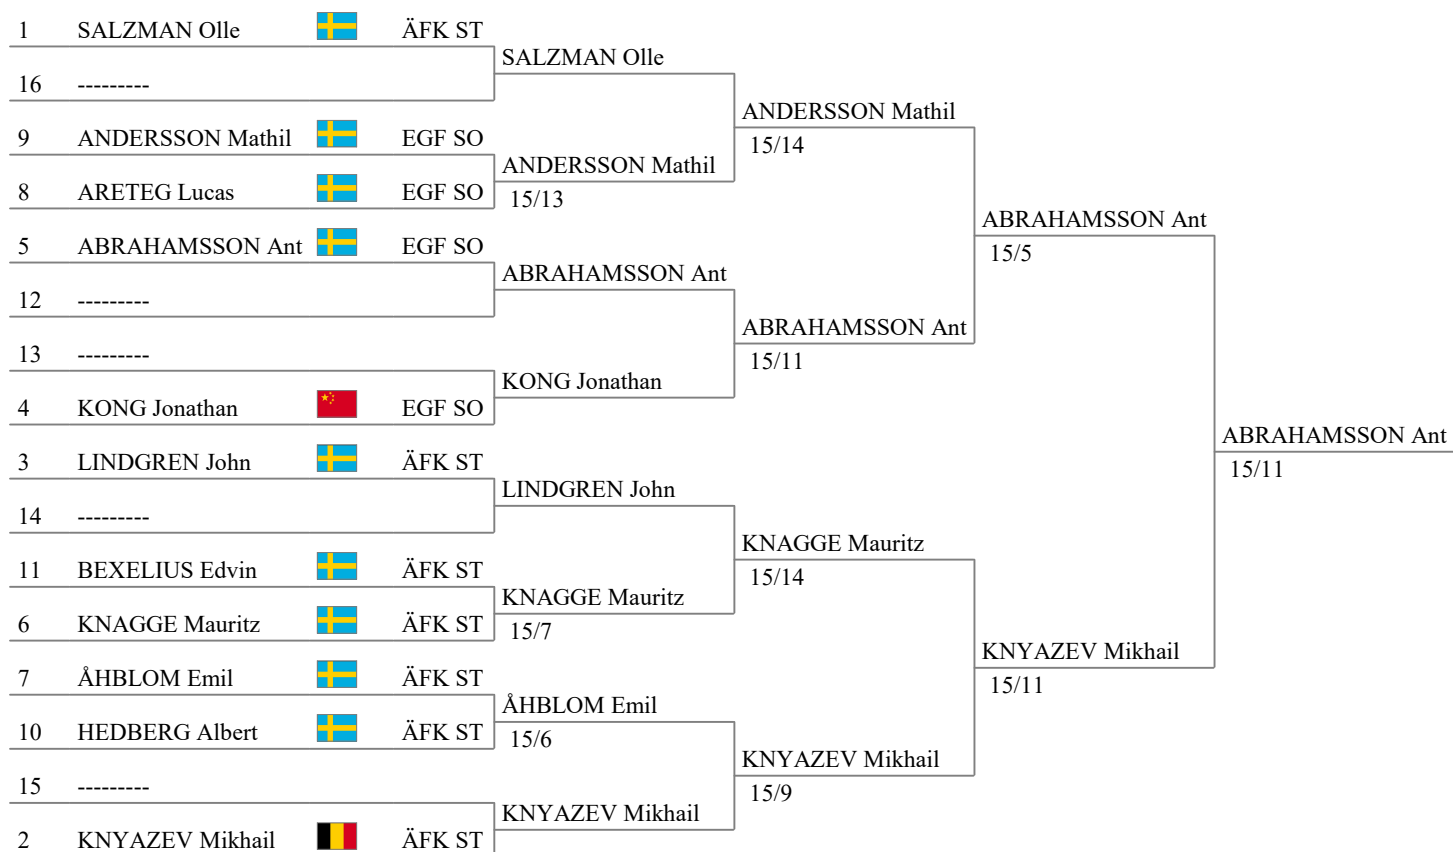 1 SALZMAN Olle ÄFK ST
16 ---------
9 ANDERSSON Mathil EGF SO
8 ARETEG Lucas EGF SO
5 ABRAHAMSSON Ant EGF SO
12 ---------
13 ---------
4 KONG Jonathan EGF SO
3 LINDGREN John ÄFK ST
14 ---------
11 BEXELIUS Edvin ÄFK ST
6 KNAGGE Mauritz ÄFK ST
7 ÅHBLOM Emil ÄFK ST
10 HEDBERG Albert ÄFK ST
15 ---------
2 KNYAZEV Mikhail ÄFK ST
SALZMAN Olle
ANDERSSON Mathil
15/13
ABRAHAMSSON Ant
KONG Jonathan
LINDGREN John
KNAGGE Mauritz
15/7
ÅHBLOM Emil
15/6
KNYAZEV Mikhail
ANDERSSON Mathil
15/14
ABRAHAMSSON Ant
15/11
KNAGGE Mauritz
15/14
KNYAZEV Mikhail
15/9
ABRAHAMSSON Ant
15/5
KNYAZEV Mikhail
15/11
ABRAHAMSSON Ant
15/11